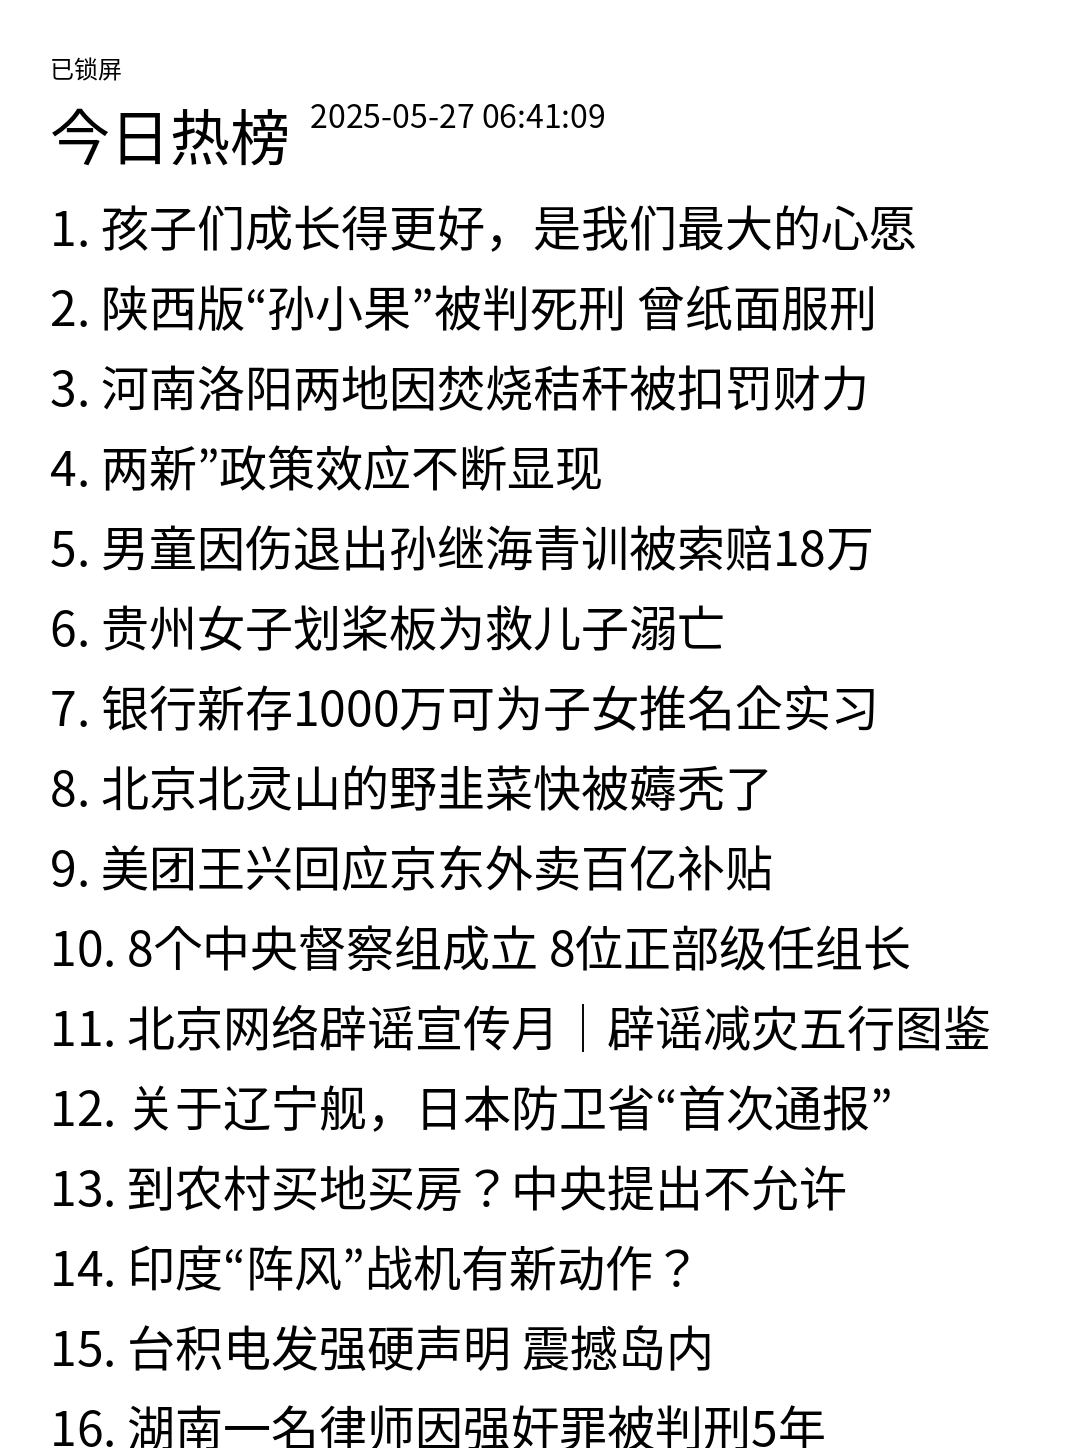 已锁屏
今日热榜 2025-05-27 06:41:09
1. 孩子们成长得更好，是我们最大的心愿
2. 陕西版“孙小果”被判死刑 曾纸面服刑
3. 河南洛阳两地因焚烧秸秆被扣罚财力
4. 两新”政策效应不断显现
5. 男童因伤退出孙继海青训被索赔18万
6. 贵州女子划桨板为救儿子溺亡
7. 银行新存1000万可为子女推名企实习
8. 北京北灵山的野韭菜快被薅秃了
9. 美团王兴回应京东外卖百亿补贴
10. 8个中央督察组成立 8位正部级任组长
11. 北京网络辟谣宣传月｜辟谣减灾五行图鉴
12. 关于辽宁舰，日本防卫省“首次通报”
13. 到农村买地买房？中央提出不允许
14. 印度“阵风”战机有新动作？
15. 台积电发强硬声明 震撼岛内
16. 湖南一名律师因强奸罪被判刑5年